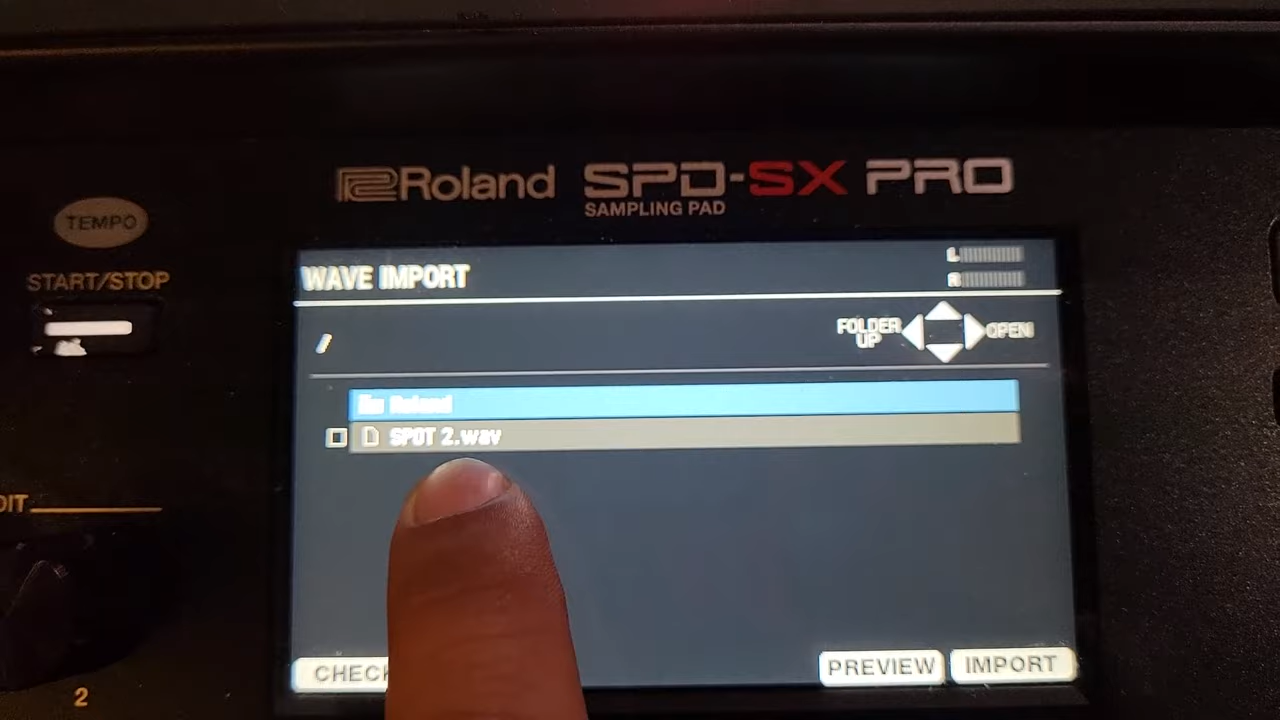 Roland SPD-SX PRO
SAMPLING PAD
TEMPO
START/STOP
WAVE IMPORT
L
R
/
FOLDER UP
OPEN
Roland
SPOT 2.wav
DIT
CHECK
PREVIEW
IMPORT
2